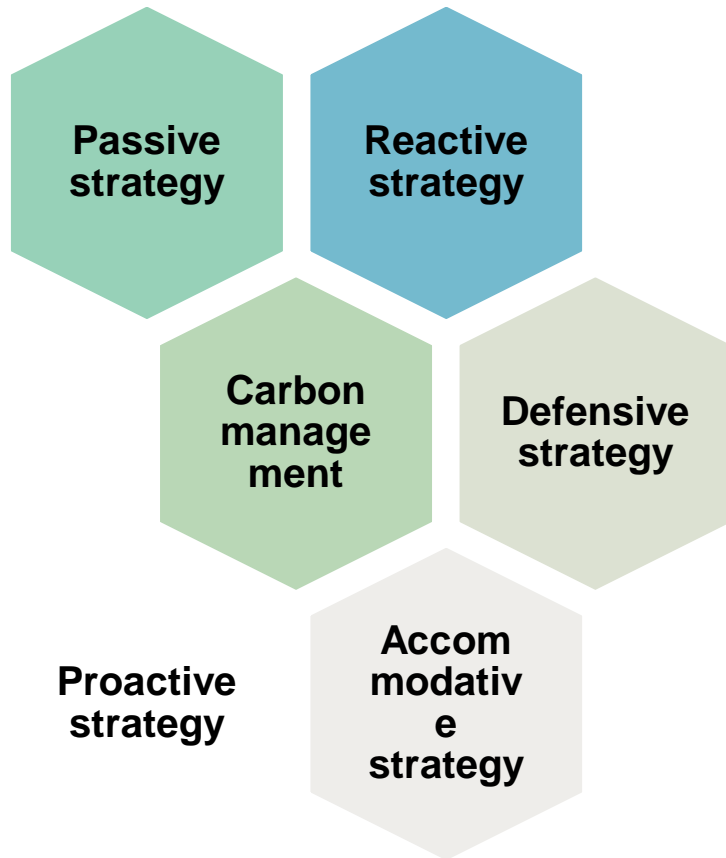 Passive
strategy
Reactive
strategy
Carbon
manage
ment
Defensive
strategy
Proactive
strategy
Accom
modativ
e
strategy